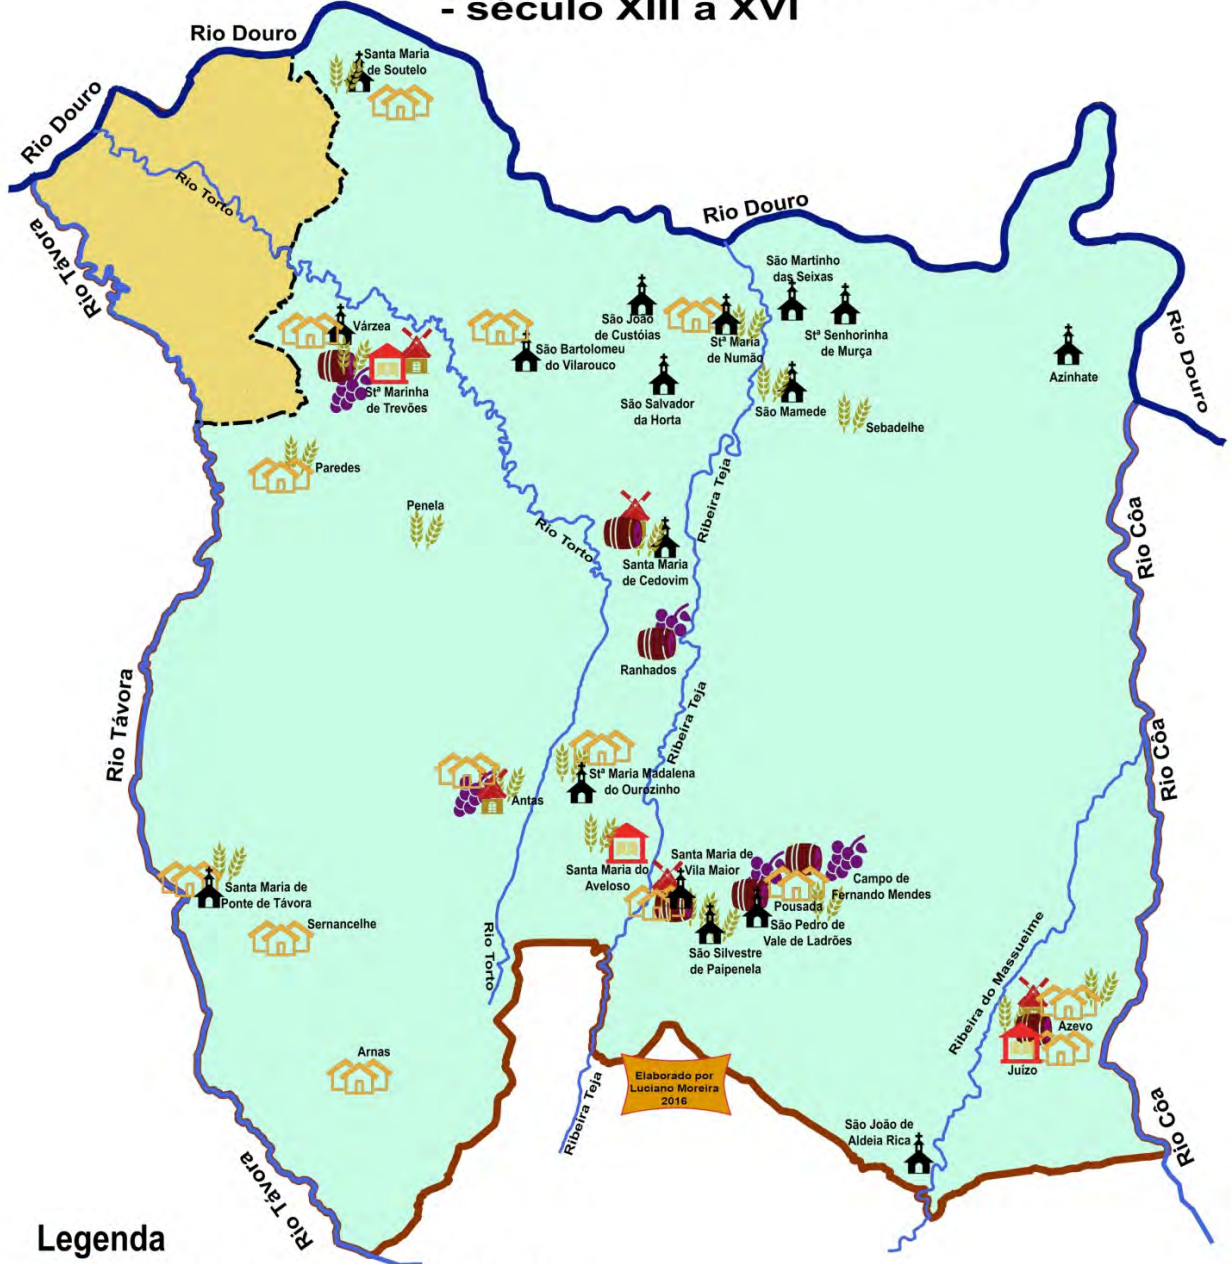 - século XIII a XVI
Rio Douro
Santa Maria
de Soutelo
Rio Douro
Rio Torto
Rio Távora
Rio Douro
São Martinho
das Seixas
São João
de Custóias
Stª Maria
de Numão
Stª Senhorinha
de Murça
Várzea
São Bartolomeu
do Vilarouco
Azinhate
Rio Douro
Stª Marinha
de Trevões
São Salvador
da Horta
São Mamede
Sebadelhe
Paredes
Penela
Ribeira Teja
Rio Torto
Rio Côa
Santa Maria
de Cedovim
Ranhados
Rio Távora
Ribeira Teja
Rio Côa
Stª Maria Madalena
do Ourozinho
Antas
Santa Maria do
Aveloso
Santa Maria de
Vila Maior
Campo de
Fernando Mendes
Pousada
Santa Maria de
Ponte de Távora
Sernancelhe
São Pedro de
Vale de Ladrões
São Silvestre
de Paipenela
Rio Torto
Ribeira do Massueime
Azevo
Juízo
Arnas
Elaborado por
Luciano Moreira
2016
Ribeira Teja
São João de
Aldeia Rica
Rio Côa
Rio Távora
Legenda